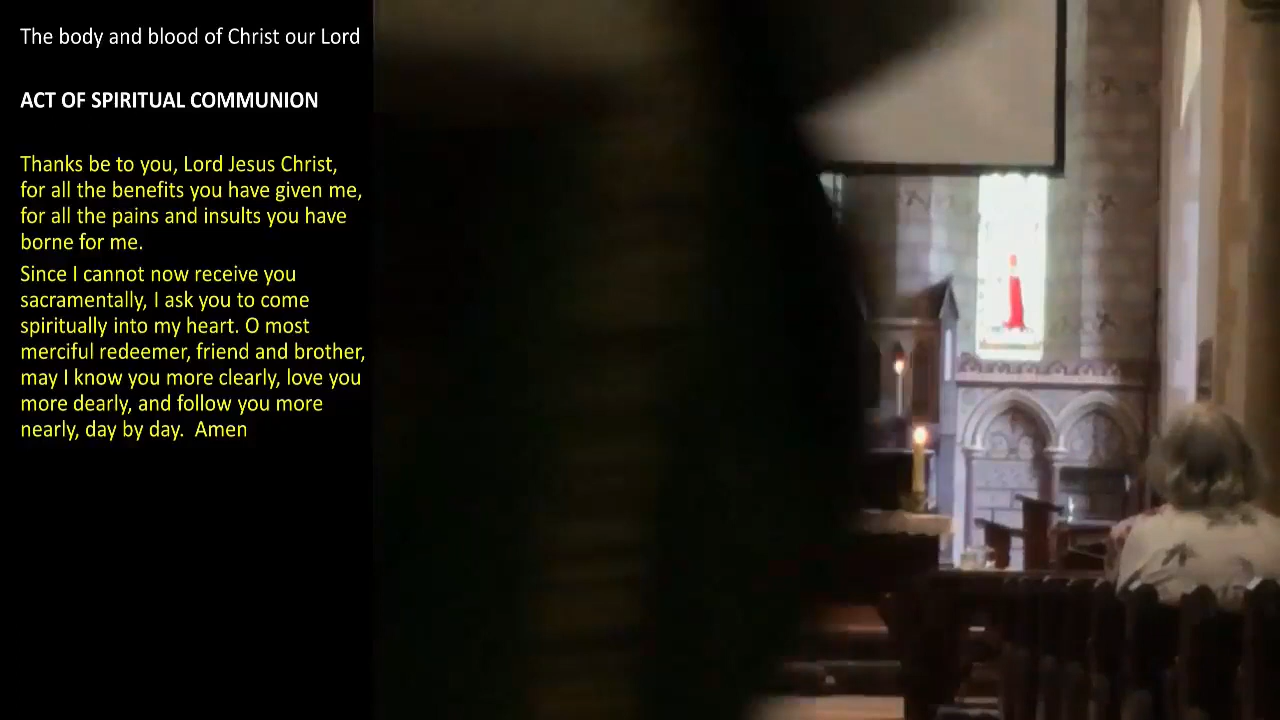 The body and blood of Christ our Lord
ACT OF SPIRITUAL COMMUNION
Thanks be to you, Lord Jesus Christ,
for all the benefits you have given me,
for all the pains and insults you have
borne for me.
Since I cannot now receive you
sacramentally, I ask you to come
spiritually into my heart. O most
merciful redeemer, friend and brother,
may I know you more clearly, love you
more dearly, and follow you more
nearly, day by day.  Amen